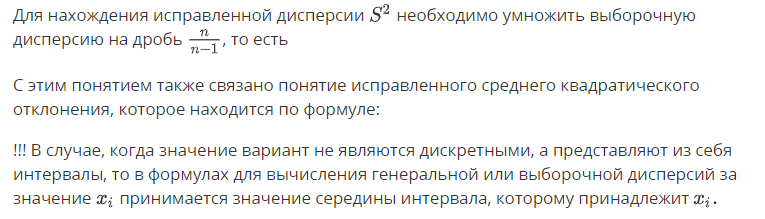 Для нахождения исправленной дисперсии $S^2$ необходимо умножить выборочную
дисперсию на дробь $\frac{n}{n-1}$, то есть
С этим понятием также связано понятие исправленного среднего квадратического
отклонения, которое находится по формуле:
!!! В случае, когда значение вариант не являются дискретными, а представляют из себя
интервалы, то в формулах для вычисления генеральной или выборочной дисперсий за
значение $x_i$ принимается значение середины интервала, которому принадлежит $x_i$.